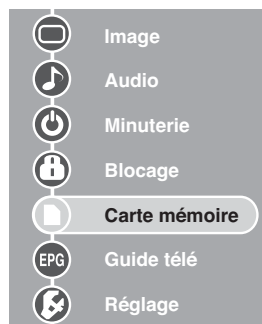 Image
Audio
Minuterie
Blocage
Carte mémoire
EPG Guide télé
Réglage